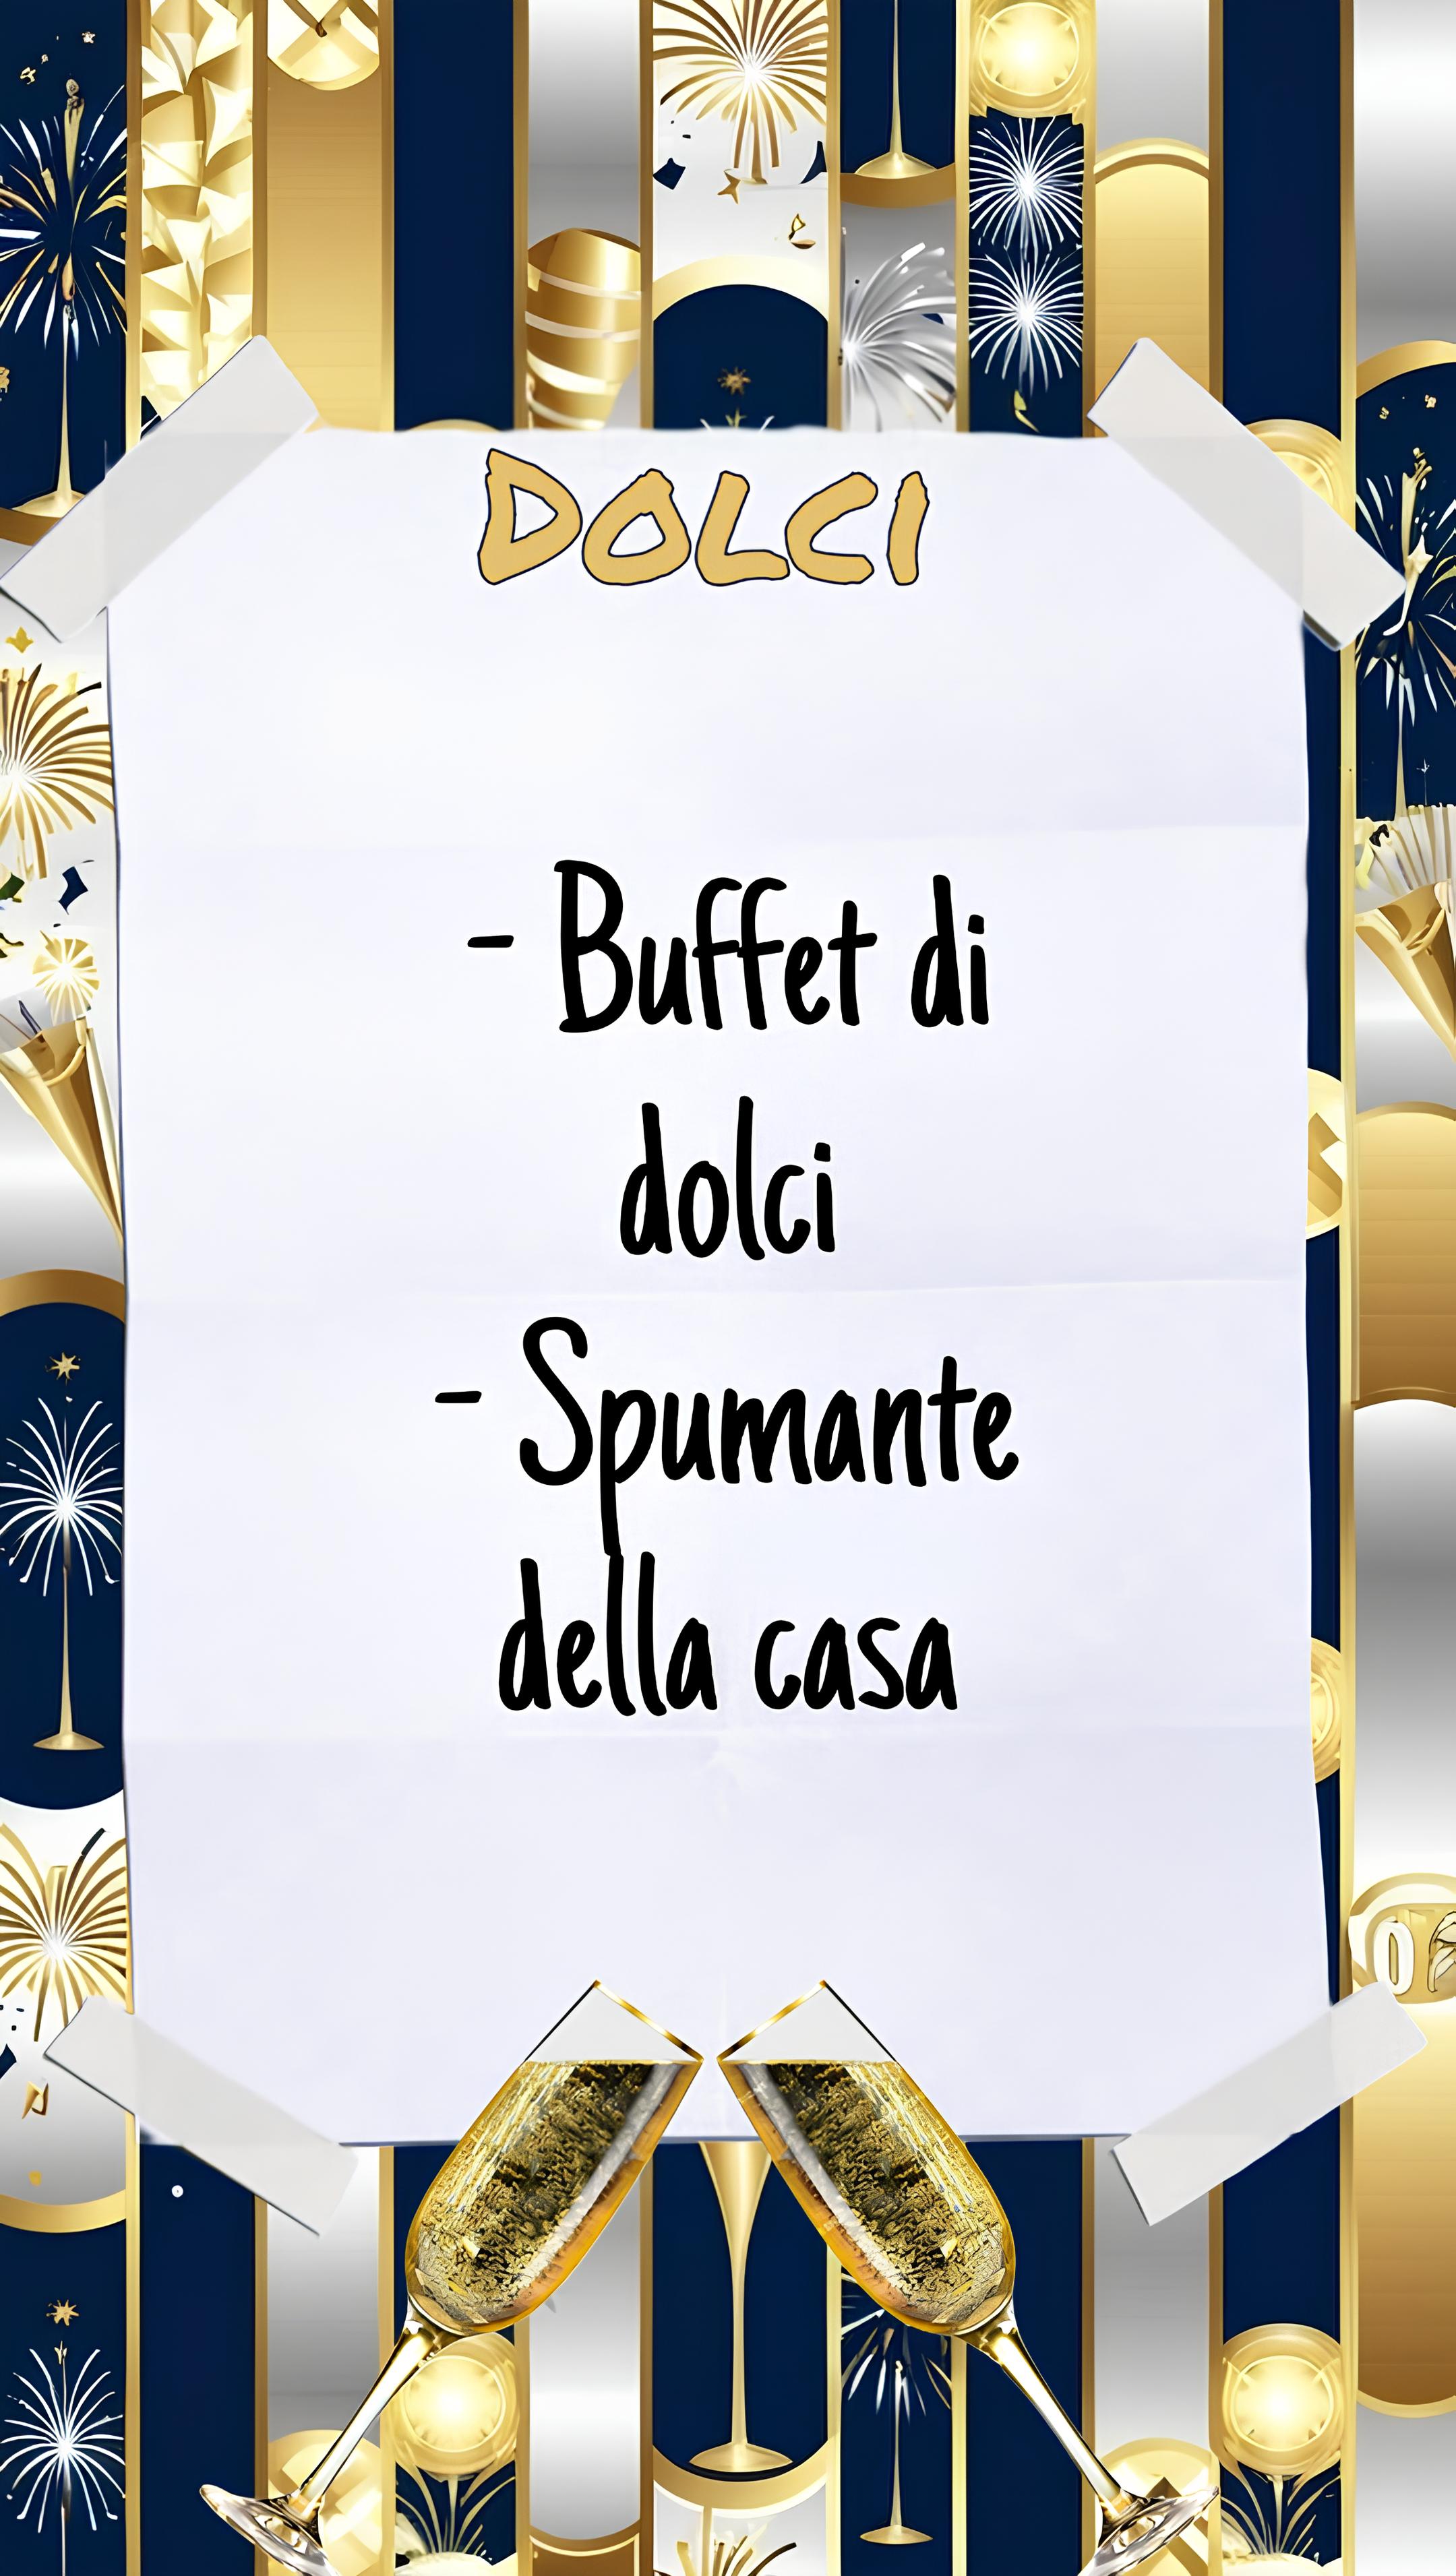 DOLCI
- Buffet di
dolci
- Spumante
della casa